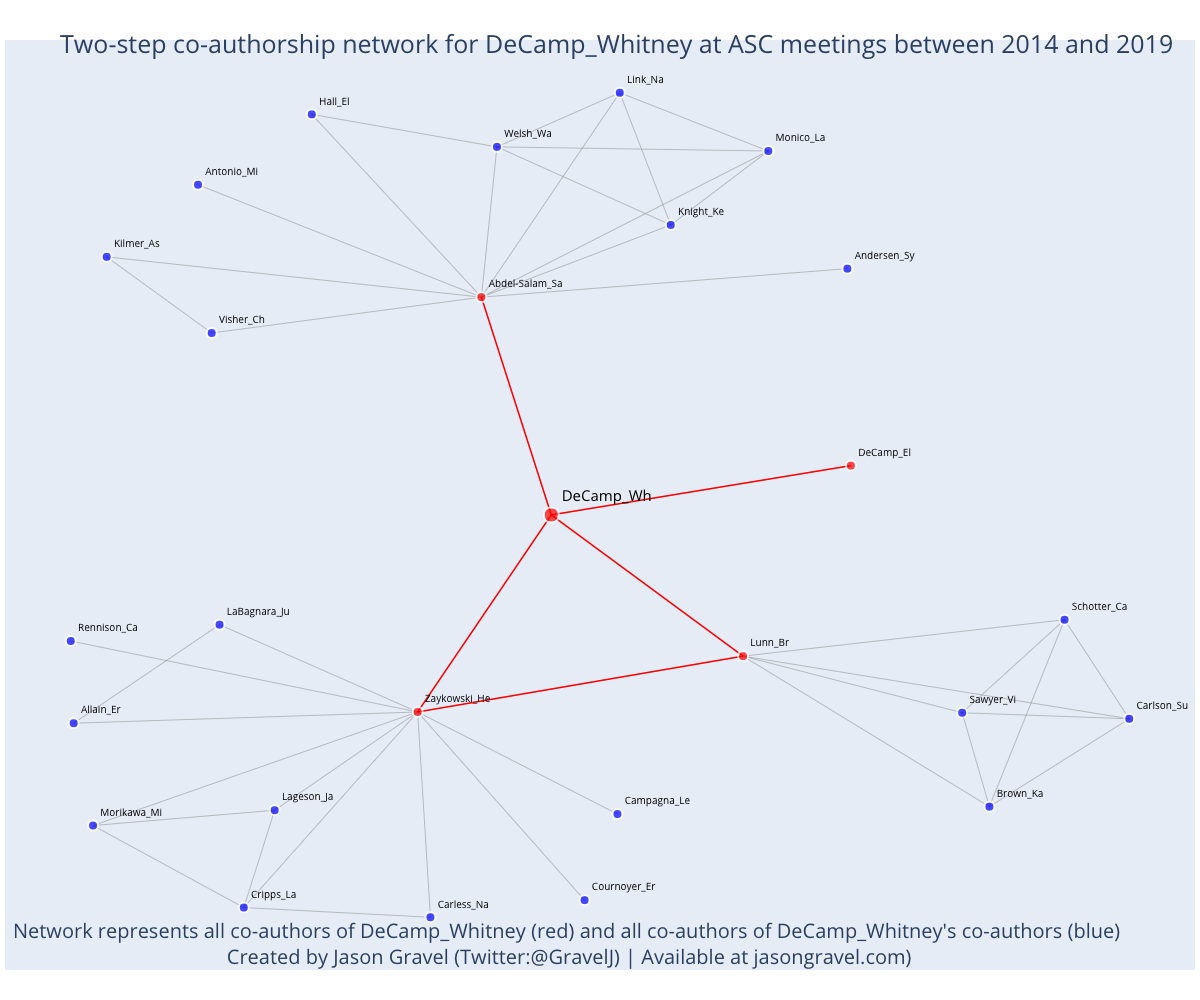 Two-step co-authorship network for DeCamp_Whitney at ASC meetings between 2014 and 2019
Link_Na
Hall_El
Welsh_Wa
Monico_La
Antonio_Mi
Knight_Ke
Kilmer_As
Andersen_Sy
Abdel-Salam_Sa
Visher_Ch
DeCamp_El
DeCamp_Wh
Schotter_Ca
LaBagnara_Ju
Rennison_Ca
Lunn_Br
Zaykowski_He
Sawyer_Vi
Carlson_Su
Allain_Er
Brown_Ka
Lageson_Ja
Campagna_Le
Morikawa_Mi
Cournoyer_Er
Cripps_La
Carless_Na
Network represents all co-authors of DeCamp_Whitney (red) and all co-authors of DeCamp_Whitney's co-authors (blue)
Created by Jason Gravel (Twitter:@GravelJ) | Available at jasongravel.com)